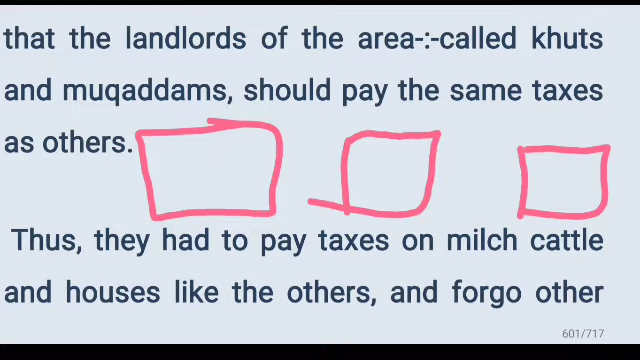 that the landlords of the area-:-called khuts
and muqaddams, should pay the same taxes
as others.
Thus, they had to pay taxes on milch cattle
and houses like the others, and forgo other
601/717